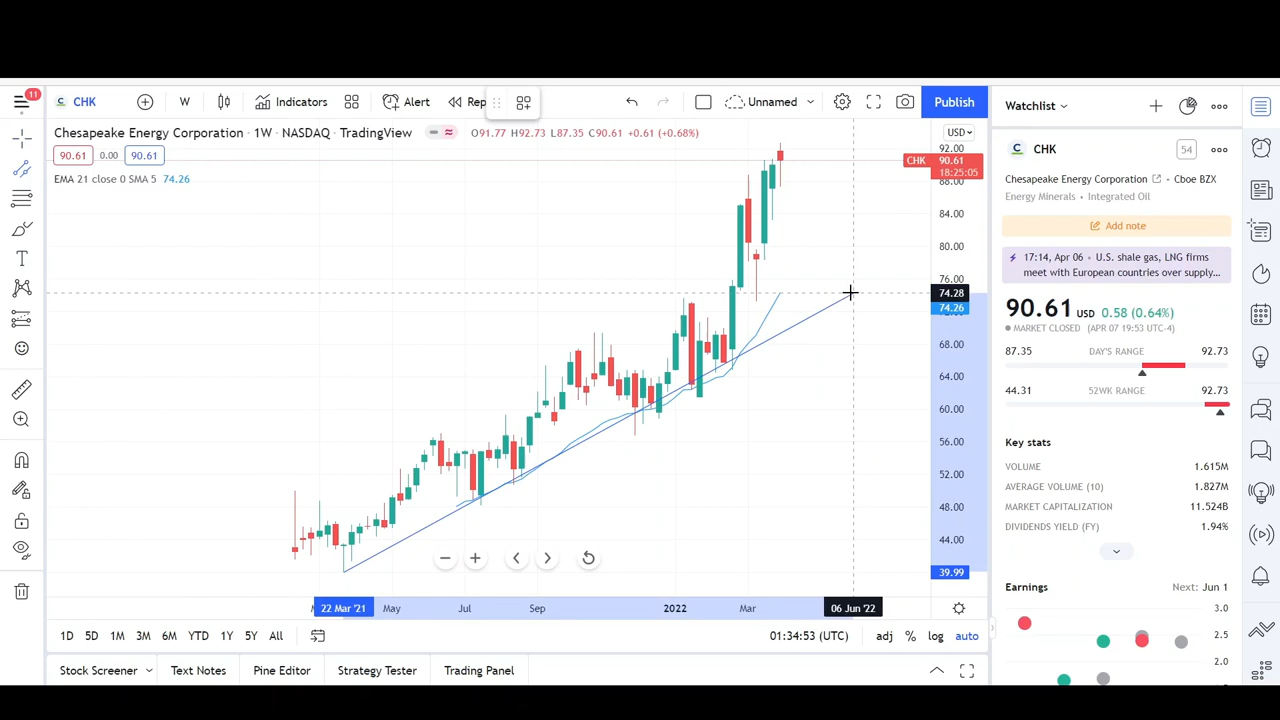 11
CHK
W
Indicators
Alert
Rep
Unnamed
Publish
Chesapeake Energy Corporation · 1W · NASDAQ · TradingView
O91.77 H92.73 L87.35 C90.61 +0.61 (+0.68%)
USD
90.61 0.00 90.61
EMA 21 close 0 SMA 5 74.26
92.00
CHK 90.61
18:25:05
88.00
84.00
80.00
76.00
74.28
74.26
68.00
64.00
60.00
56.00
52.00
48.00
44.00
39.99
22 Mar '21
May
Jul
Sep
2022
Mar
06 Jun '22
1D 5D 1M 3M 6M YTD 1Y 5Y All
01:34:53 (UTC)
adj % log auto
Stock Screener
Text Notes
Pine Editor
Strategy Tester
Trading Panel
Watchlist
CHK
54
Chesapeake Energy Corporation • Cboe BZX
Energy Minerals • Integrated Oil
Add note
17:14, Apr 06 • U.S. shale gas, LNG firms
meet with European countries over supply...
90.61 USD 0.58 (0.64%)
MARKET CLOSED (APR 07 19:53 UTC-4)
87.35 DAY'S RANGE 92.73
44.31 52WK RANGE 92.73
Key stats
VOLUME 1.615M
AVERAGE VOLUME (10) 1.827M
MARKET CAPITALIZATION 11.524B
DIVIDENDS YIELD (FY) 1.94%
Earnings Next: Jun 1
3.0
2.5
2.0